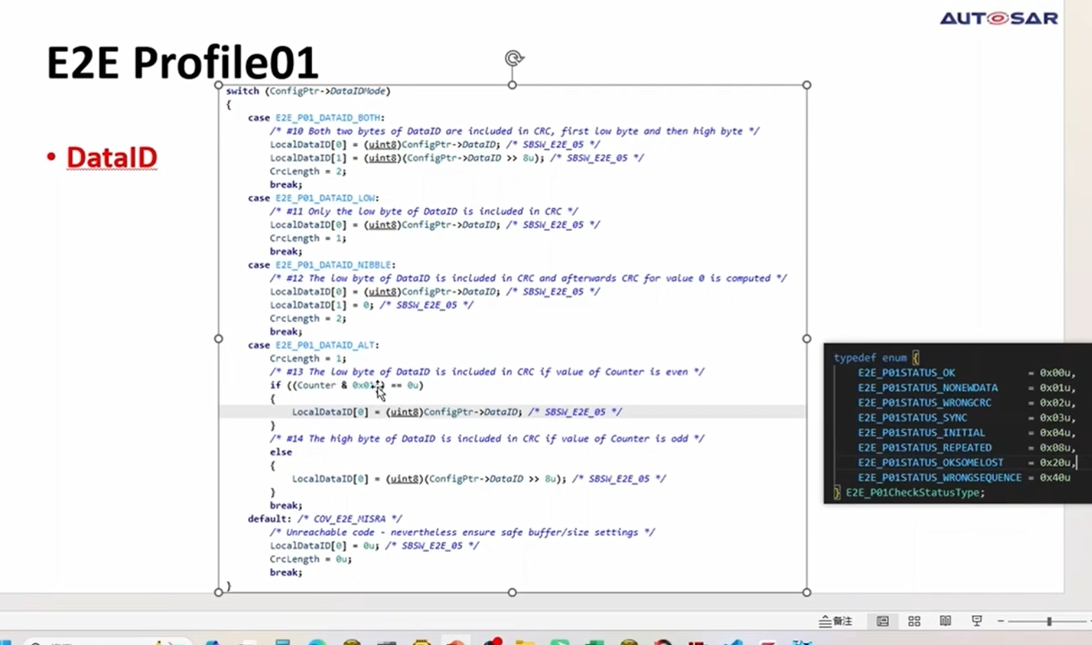 AUTOSAR
E2E Profile01
• DataID
switch (ConfigPtr->DataIDMode)
{
case E2E_P01_DATAID_BOTH:
/* #10 Both two bytes of DataID are included in CRC, first low byte and then high byte */
LocalDataID[0] = (uint8)ConfigPtr->DataID; /* SBSW_E2E_05 */
LocalDataID[1] = (uint8)(ConfigPtr->DataID >> 8u); /* SBSW_E2E_05 */
CrcLength = 2;
break;
case E2E_P01_DATAID_LOW:
/* #11 Only the low byte of DataID is included in CRC */
LocalDataID[0] = (uint8)ConfigPtr->DataID; /* SBSW_E2E_05 */
CrcLength = 1;
break;
case E2E_P01_DATAID_NIBBLE:
/* #12 The low byte of DataID is included in CRC and afterwards CRC for value 0 is computed */
LocalDataID[0] = (uint8)ConfigPtr->DataID; /* SBSW_E2E_05 */
LocalDataID[1] = 0; /* SBSW_E2E_05 */
CrcLength = 2;
break;
case E2E_P01_DATAID_ALT:
CrcLength = 1;
/* #13 The low byte of DataID is included in CRC if value of Counter is even */
if ((Counter & 0x01u) == 0u)
{
LocalDataID[0] = (uint8)ConfigPtr->DataID; /* SBSW_E2E_05 */
}
/* #14 The high byte of DataID is included in CRC if value of Counter is odd */
else
{
LocalDataID[0] = (uint8)(ConfigPtr->DataID >> 8u); /* SBSW_E2E_05 */
}
break;
default: /* COV_E2E_MISRA */
/* Unreachable code - nevertheless ensure safe buffer/size settings */
LocalDataID[0] = 0u; /* SBSW_E2E_05 */
CrcLength = 0u;
break;
}
typedef enum {
E2E_P01STATUS_OK = 0x00u,
E2E_P01STATUS_NONEWDATA = 0x01u,
E2E_P01STATUS_WRONGCRC = 0x02u,
E2E_P01STATUS_SYNC = 0x03u,
E2E_P01STATUS_INITIAL = 0x04u,
E2E_P01STATUS_REPEATED = 0x08u,
E2E_P01STATUS_OKSOMELOST = 0x20u,
E2E_P01STATUS_WRONGSEQUENCE = 0x40u
} E2E_P01CheckStatusType;
备注